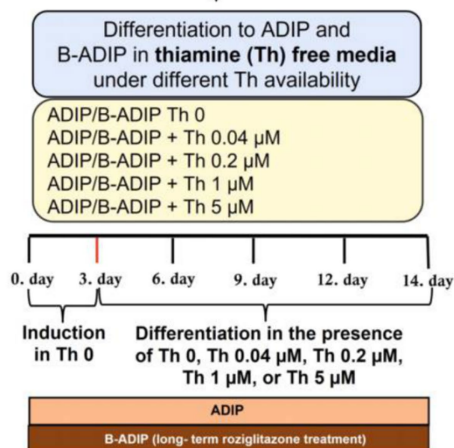 Differentiation to ADIP and
B-ADIP in thiamine (Th) free media
under different Th availability
ADIP/B-ADIP Th 0
ADIP/B-ADIP + Th 0.04 µM
ADIP/B-ADIP + Th 0.2 µM
ADIP/B-ADIP + Th 1 µM
ADIP/B-ADIP + Th 5 µM
0. day 3. day 6. day 9. day 12. day 14. day
Induction
in Th 0
Differentiation in the presence
of Th 0, Th 0.04 µM, Th 0.2 µM,
Th 1 µM, or Th 5 µM
ADIP
B-ADIP (long- term roziglitazone treatment)